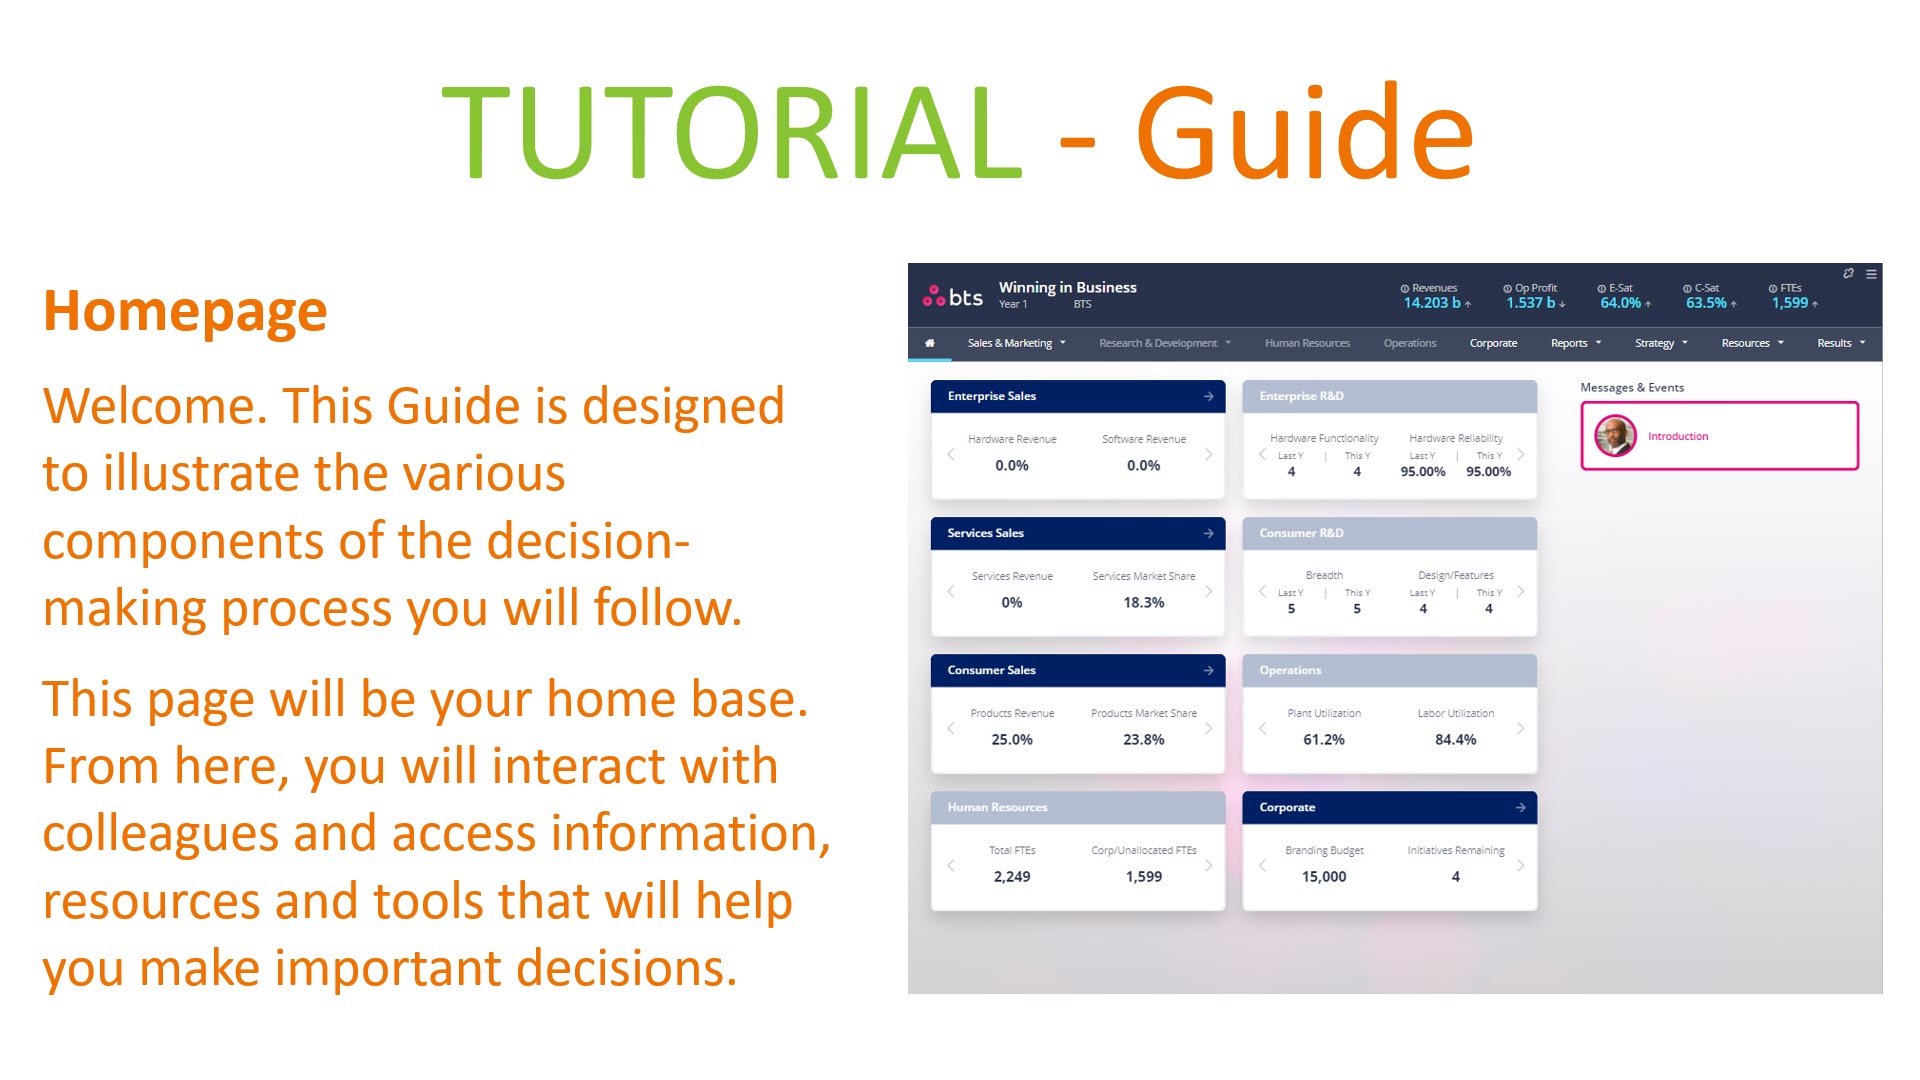 TUTORIAL - Guide
Homepage
Welcome. This Guide is designed
to illustrate the various
components of the decision-
making process you will follow.
This page will be your home base.
From here, you will interact with
colleagues and access information,
resources and tools that will help
you make important decisions.
bts
Winning in Business
Year 1 BTS
Revenues Op Profit E-Sat C-Sat FTEs
14.203 b 1.537 b 64.0% 63.5% 1,599
Sales & Marketing Research & Development Human Resources Operations Corporate Reports Strategy Resources Results
Enterprise Sales
Hardware Revenue Software Revenue
0.0% 0.0%
Enterprise R&D
Hardware Functionality Hardware Reliability
Last Y | This Y Last Y | This Y
4 4 95.00% 95.00%
Services Sales
Services Revenue Services Market Share
0% 18.3%
Consumer R&D
Breadth Design/Features
Last Y | This Y Last Y | This Y
5 5 4 4
Consumer Sales
Products Revenue Products Market Share
25.0% 23.8%
Operations
Plant Utilization Labor Utilization
61.2% 84.4%
Human Resources
Total FTEs Corp/Unallocated FTEs
2,249 1,599
Corporate
Branding Budget Initiatives Remaining
15,000 4
Messages & Events
Introduction